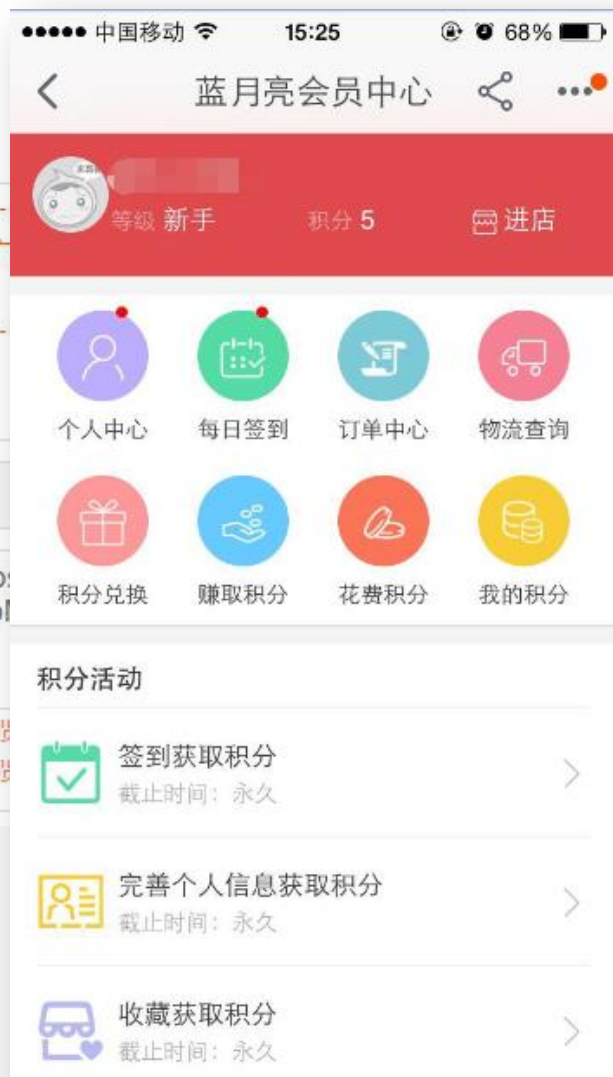 中国移动 15:25 68%
蓝月亮会员中心
等级 新手 积分 5 进店
个人中心 每日签到 订单中心 物流查询
积分兑换 赚取积分 花费积分 我的积分
积分活动
签到获取积分
截止时间：永久
完善个人信息获取积分
截止时间：永久
收藏获取积分
截止时间：永久